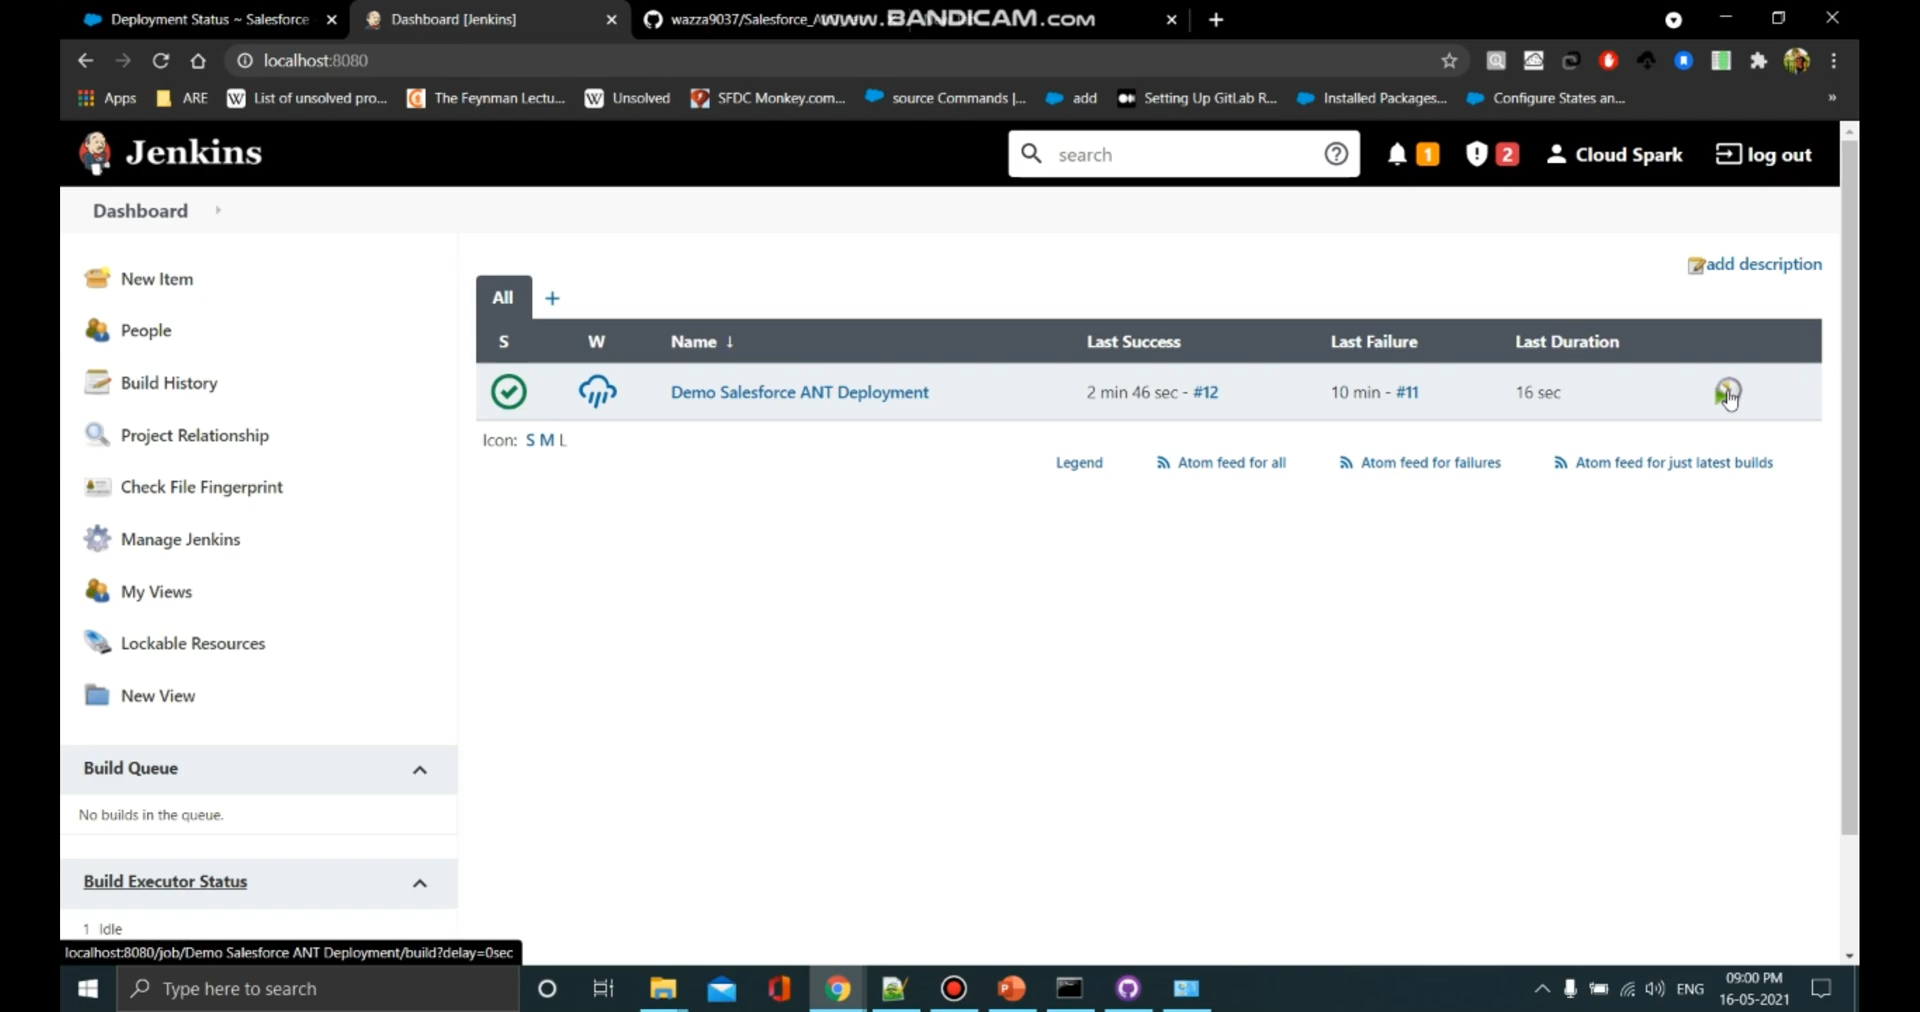 Deployment Status ~ Salesforce
Dashboard [Jenkins]
wazza9037/Salesforce_A
www.BANDICAM.com
localhost:8080
Apps
ARE
List of unsolved pro...
The Feynman Lectu...
Unsolved
SFDC Monkey.com...
source Commands |...
add
Setting Up GitLab R...
Installed Packages...
Configure States an...
»
Jenkins
search
1
2
Cloud Spark
log out
Dashboard
add description
New Item
People
Build History
Project Relationship
Check File Fingerprint
Manage Jenkins
My Views
Lockable Resources
New View
All +
S W Name ↓ Last Success Last Failure Last Duration
Demo Salesforce ANT Deployment 2 min 46 sec - #12 10 min - #11 16 sec
Icon: S M L
Legend Atom feed for all Atom feed for failures Atom feed for just latest builds
Build Queue
No builds in the queue.
Build Executor Status
1 Idle
localhost:8080/job/Demo Salesforce ANT Deployment/build?delay=0sec
Type here to search
ENG
09:00 PM
16-05-2021